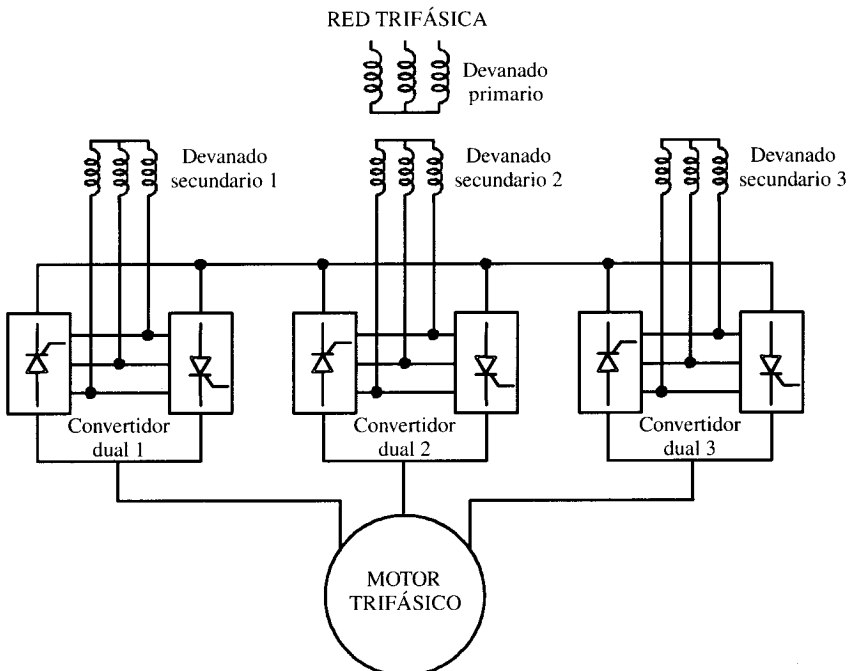 RED TRIFÁSICA
Devanado
primario
Devanado
secundario 1
Devanado
secundario 2
Devanado
secundario 3
Convertidor
dual 1
Convertidor
dual 2
Convertidor
dual 3
MOTOR
TRIFÁSICO